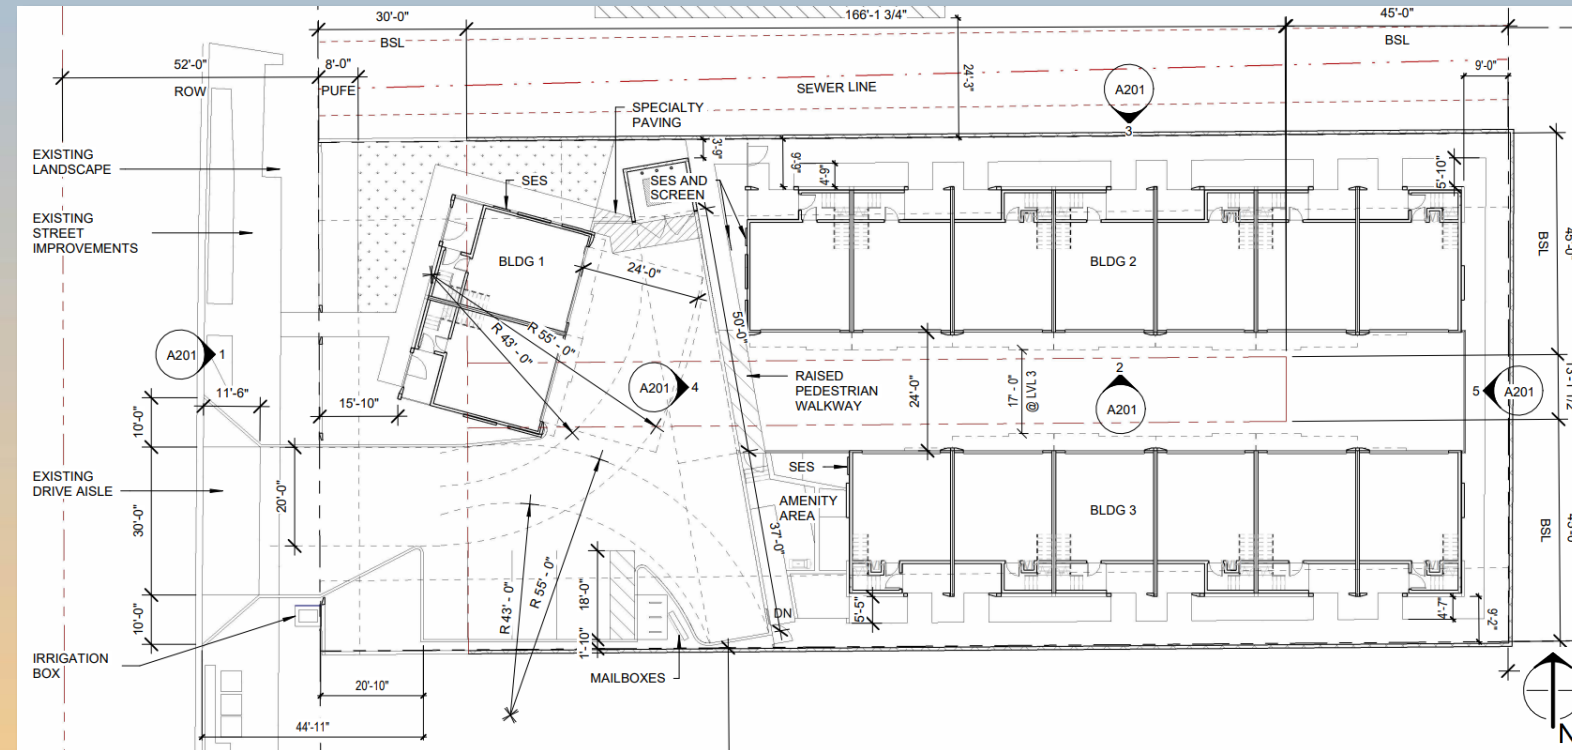 30'-0"
166'-1 3/4"
45'-0"
BSL
BSL
52'-0"
8'-0"
ROW
PUFE
24'-3"
9'-0"
SEWER LINE
A201
3
SPECIALTY
PAVING
EXISTING
LANDSCAPE
3'-9"
9'-9"
4'-9"
5'-10"
SES
SES AND
SCREEN
EXISTING
STREET
IMPROVEMENTS
BSL
BLDG 1
24'-0"
BLDG 2
R 43' - 0"
R 55' - 0"
50'-0"
A201
1
A201
4
RAISED
PEDESTRIAN
WALKWAY
24'-0"
17' - 0"
@ LVL 3
2
A201
5
A201
11'-6"
15'-10"
10'-0"
EXISTING
DRIVE AISLE
SES
AMENITY
AREA
BLDG 3
BSL
20'-0"
30'-0"
37'-0"
R 43' - 0"
R 55' - 0"
18'-0"
1'-10"
DN
5'-5"
4'-7"
9'-2"
10'-0"
IRRIGATION
BOX
MAILBOXES
20'-10"
44'-11"
N